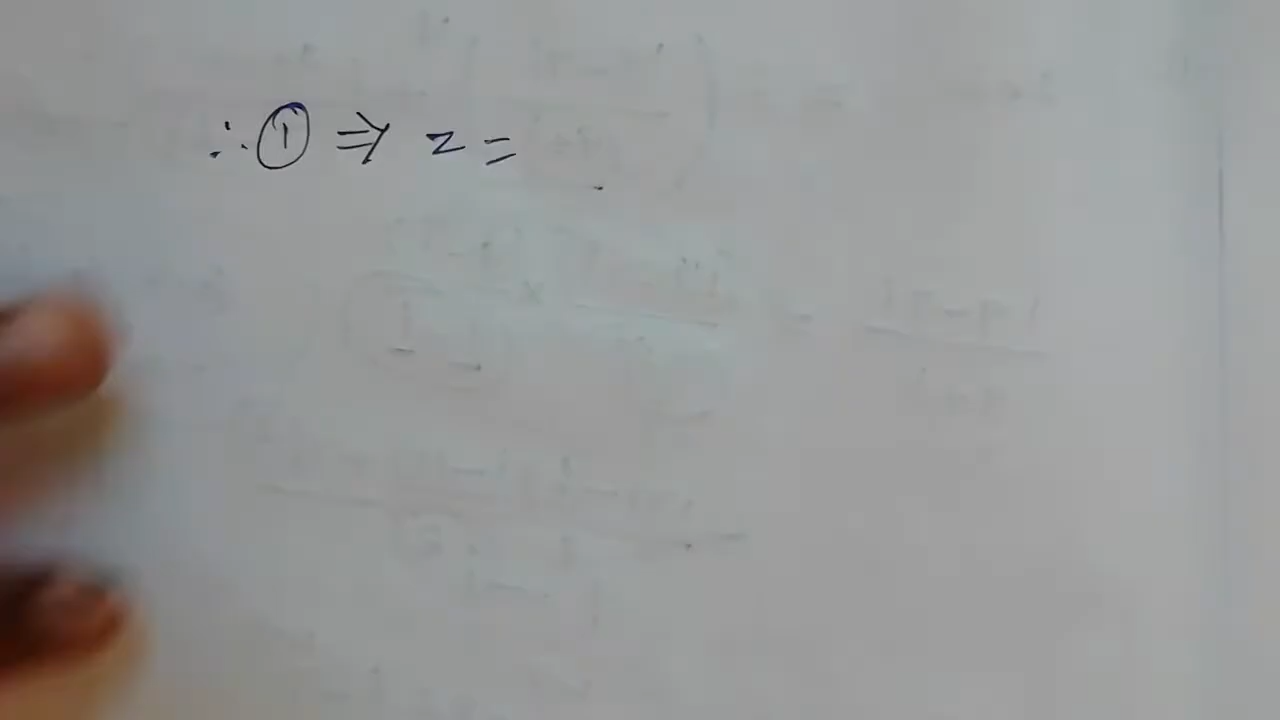 ∴ ① ⇒ z =